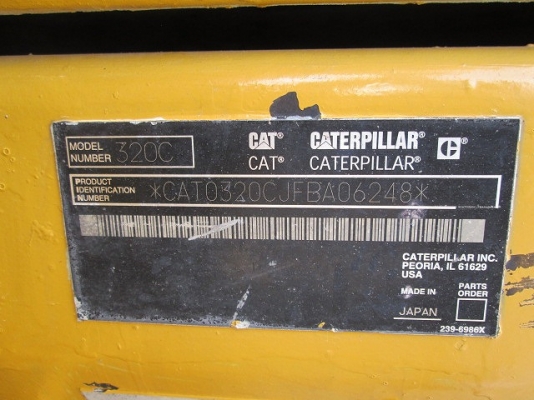 MODEL NUMBER 320C
CAT® CATERPILLAR® C
CAT® CATERPILLAR®
PRODUCT IDENTIFICATION NUMBER *CAT0320CJFBA06248*
CATERPILLAR INC.
PEORIA, IL 61629
USA
MADE IN
JAPAN
PARTS ORDER
239-6986X